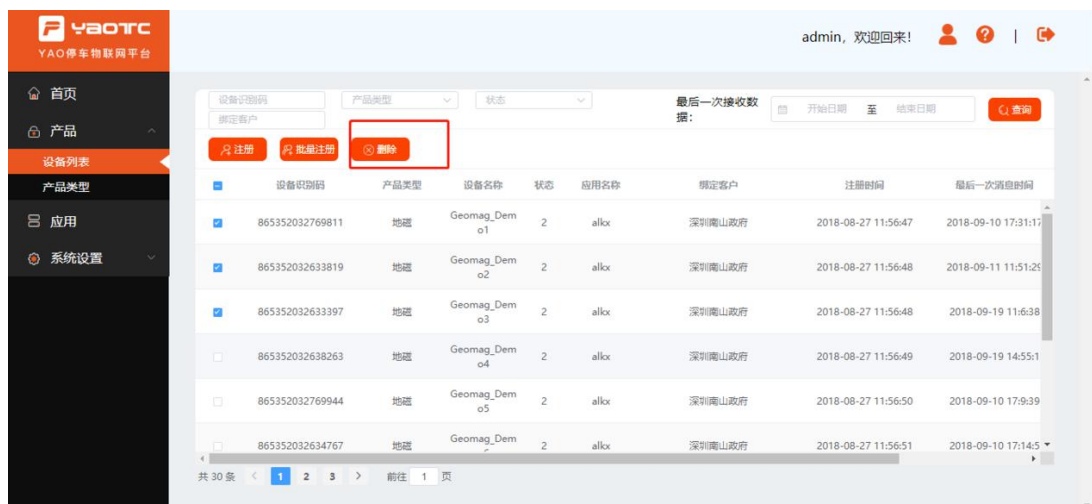 YAOTC
YAO停车物联网平台
admin，欢迎回来！
首页
产品
设备列表
产品类型
应用
系统设置
设备识别码
产品类型
状态
最后一次接收数
据：
开始日期 至 结束日期
查询
绑定客户
注册
批量注册
删除
设备识别码 产品类型 设备名称 状态 应用名称 绑定客户 注册时间 最后一次消息时间
865352032769811 地磁 Geomag_Dem
o1 2 alkx 深圳南山政府 2018-08-27 11:56:47 2018-09-10 17:31:17
865352032633819 地磁 Geomag_Dem
o2 2 alkx 深圳南山政府 2018-08-27 11:56:48 2018-09-11 11:51:29
865352032633397 地磁 Geomag_Dem
o3 2 alkx 深圳南山政府 2018-08-27 11:56:48 2018-09-19 11:6:38
865352032638263 地磁 Geomag_Dem
o4 2 alkx 深圳南山政府 2018-08-27 11:56:49 2018-09-19 14:55:1
865352032769944 地磁 Geomag_Dem
o5 2 alkx 深圳南山政府 2018-08-27 11:56:50 2018-09-10 17:9:39
865352032634767 地磁 Geomag_Dem
2 alkx 深圳南山政府 2018-08-27 11:56:51 2018-09-10 17:14:5
共 30 条 < 1 2 3 > 前往 1 页